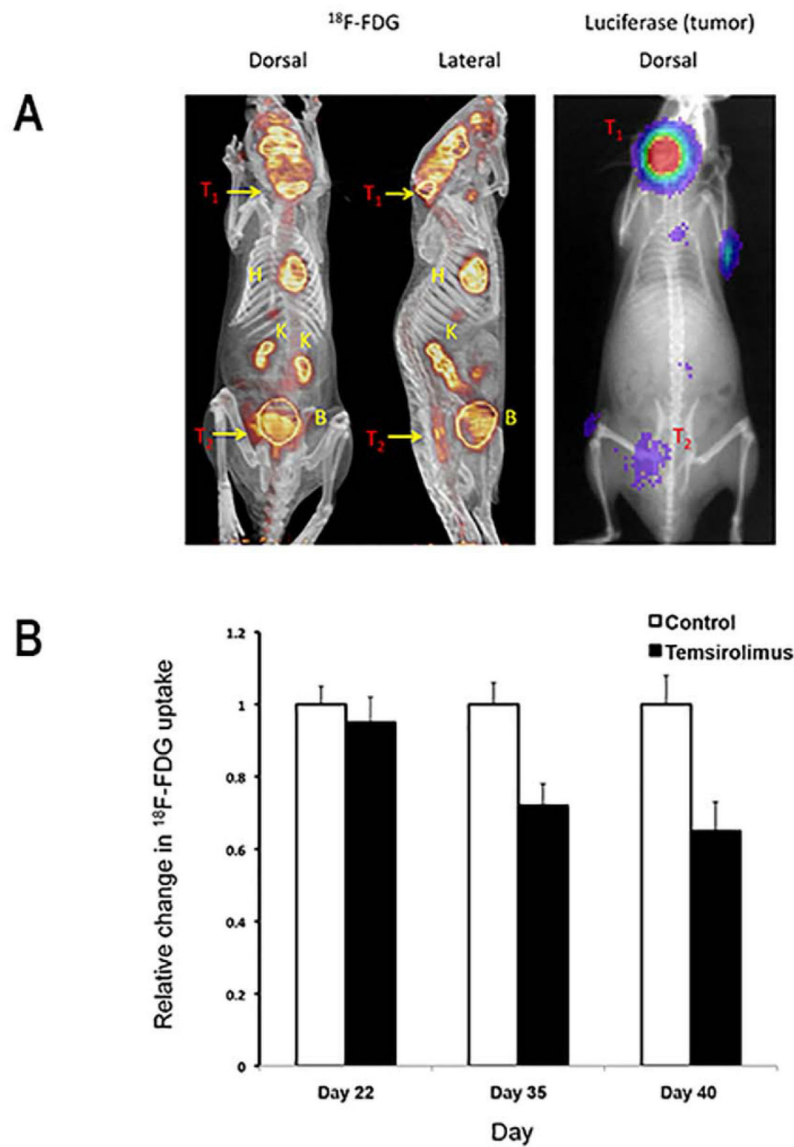 ¹⁸F-FDG Luciferase (tumor)
Dorsal Lateral Dorsal
A
T₁ T₁ T₁
H H
K K K
B B
T₂ T₂ T₂
B
1.2
1
0.8
0.6
0.4
0.2
0
Relative change in ¹⁸F-FDG uptake
Control
Temsirolimus
Day 22 Day 35 Day 40
Day